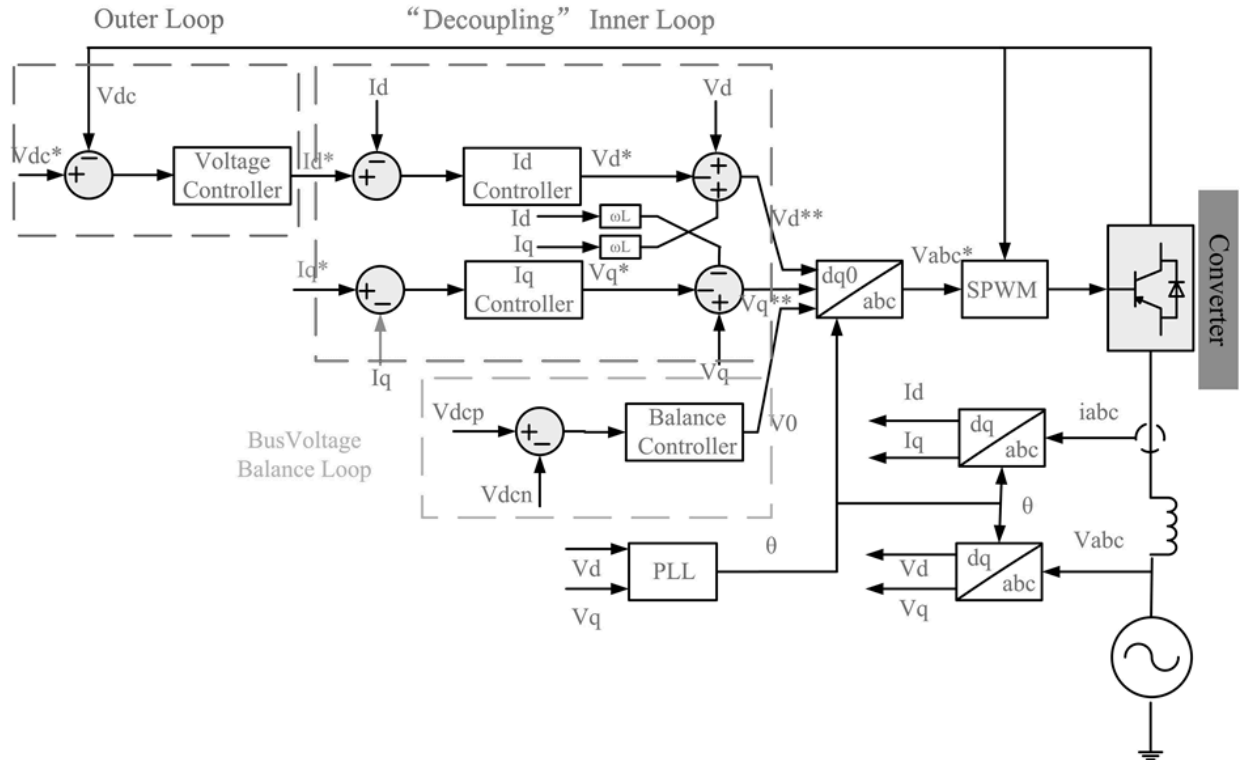 Outer Loop
“Decoupling” Inner Loop
Vdc
Id
Vd
Vdc*
−
+
Voltage
Controller
Id*
−
+
Id
Controller
Vd*
+
−
+
Id
ωL
Iq
ωL
Vd**
Iq*
+
−
Iq
Controller
Vq*
−
−
+
Vq**
dq0
abc
Vabc*
SPWM
Converter
Iq
Vq
Vdcp
+
−
Balance
Controller
V0
BusVoltage
Balance Loop
Vdcn
Id
Iq
dq
abc
iabc
θ
Vd
Vq
PLL
θ
Vd
Vq
dq
abc
Vabc